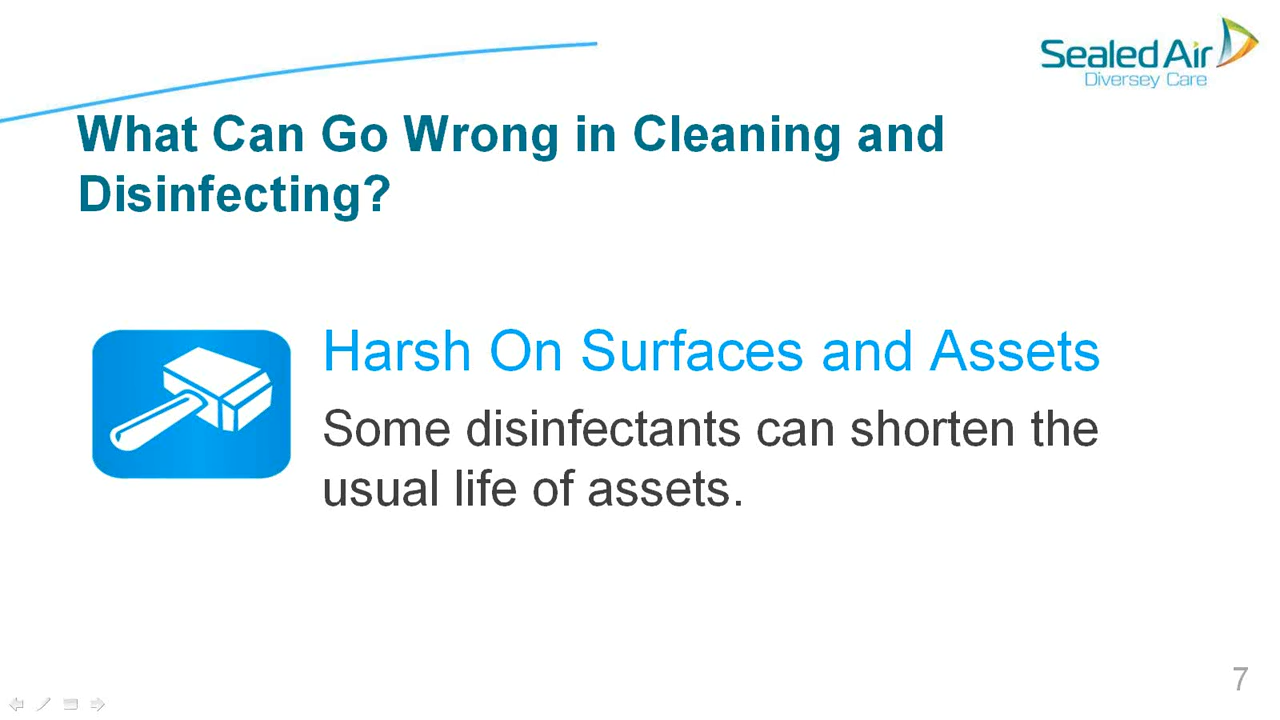 Sealed Air
Diversey Care
What Can Go Wrong in Cleaning and
Disinfecting?
Harsh On Surfaces and Assets
Some disinfectants can shorten the
usual life of assets.
7